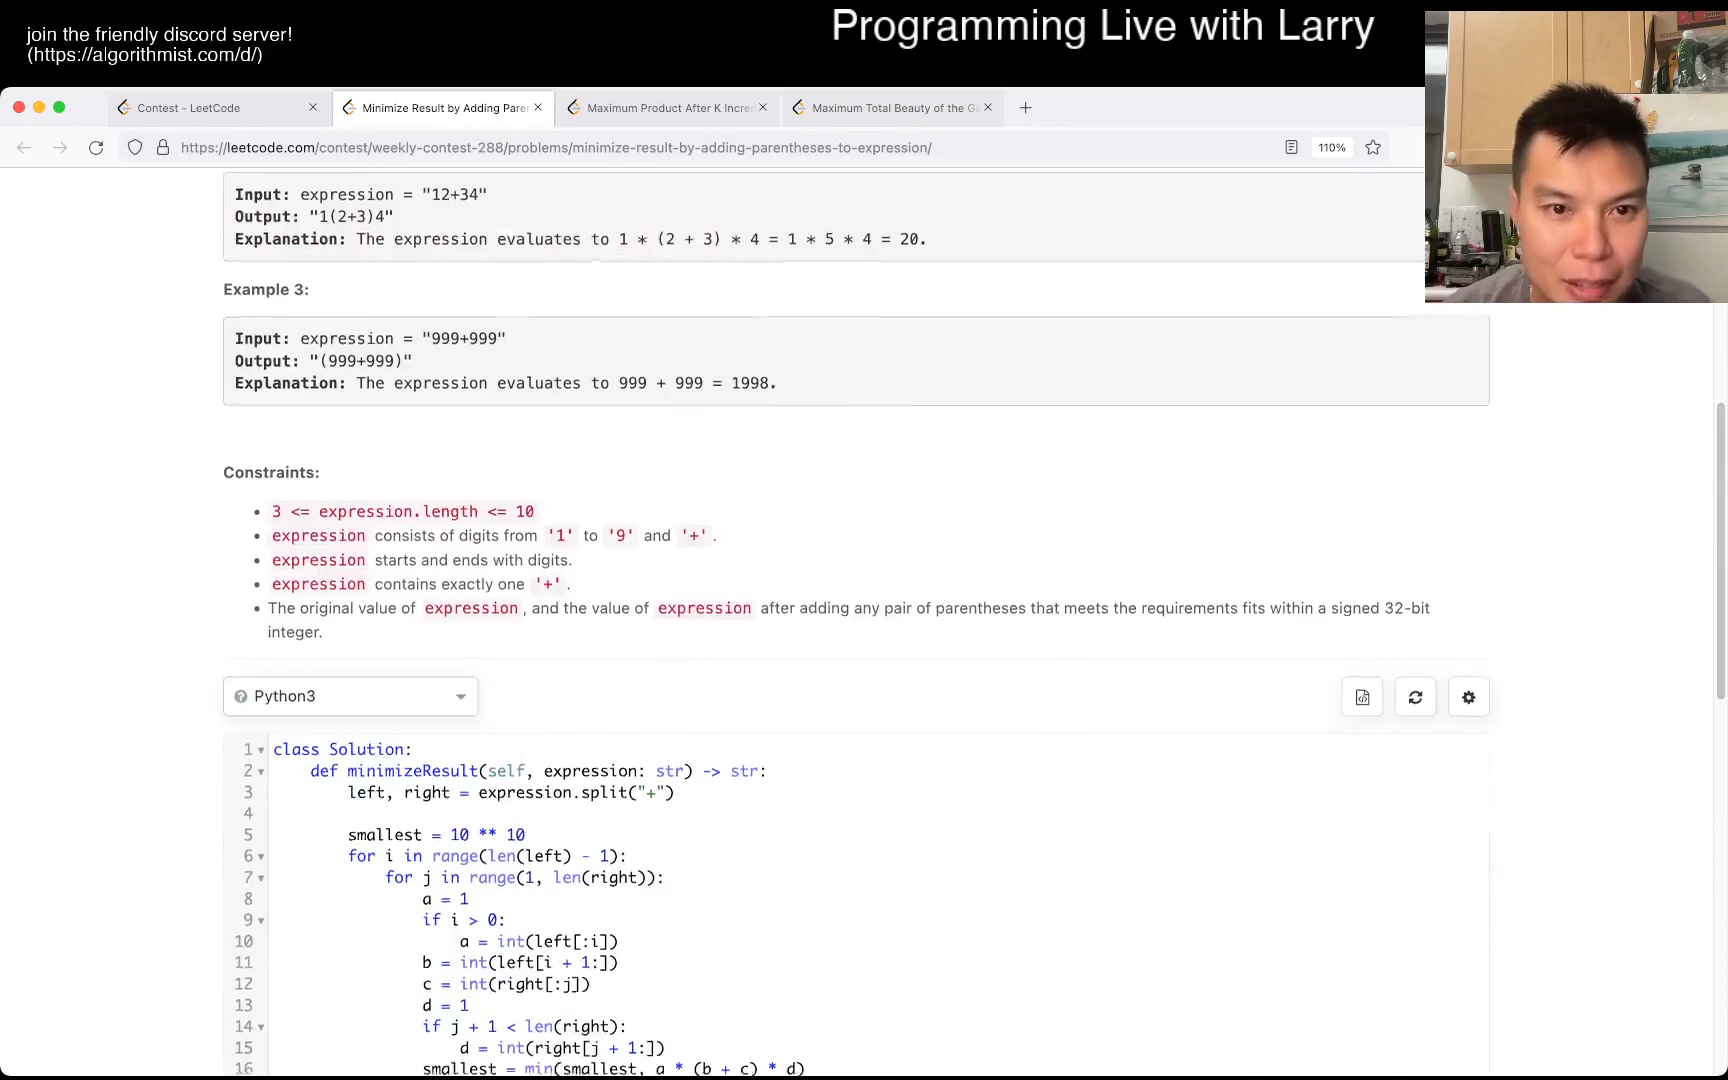 join the friendly discord server!
(https://algorithmist.com/d/)
Programming Live with Larry
Contest - LeetCode
Minimize Result by Adding Pare
Maximum Product After K Incre
Maximum Total Beauty of the Ga
https://leetcode.com/contest/weekly-contest-288/problems/minimize-result-by-adding-parentheses-to-expression/
110%
Input: expression = "12+34"
Output: "1(2+3)4"
Explanation: The expression evaluates to 1 * (2 + 3) * 4 = 1 * 5 * 4 = 20.
Example 3:
Input: expression = "999+999"
Output: "(999+999)"
Explanation: The expression evaluates to 999 + 999 = 1998.
Constraints:
• 3 <= expression.length <= 10
• expression consists of digits from '1' to '9' and '+'.
• expression starts and ends with digits.
• expression contains exactly one '+'.
• The original value of expression, and the value of expression after adding any pair of parentheses that meets the requirements fits within a signed 32-bit
integer.
Python3
1 class Solution:
2 def minimizeResult(self, expression: str) -> str:
3 left, right = expression.split("+")
4
5 smallest = 10 ** 10
6 for i in range(len(left) - 1):
7 for j in range(1, len(right)):
8 a = 1
9 if i > 0:
10 a = int(left[:i])
11 b = int(left[i + 1:])
12 c = int(right[:j])
13 d = 1
14 if j + 1 < len(right):
15 d = int(right[j + 1:])
16 smallest = min(smallest, a * (b + c) * d)